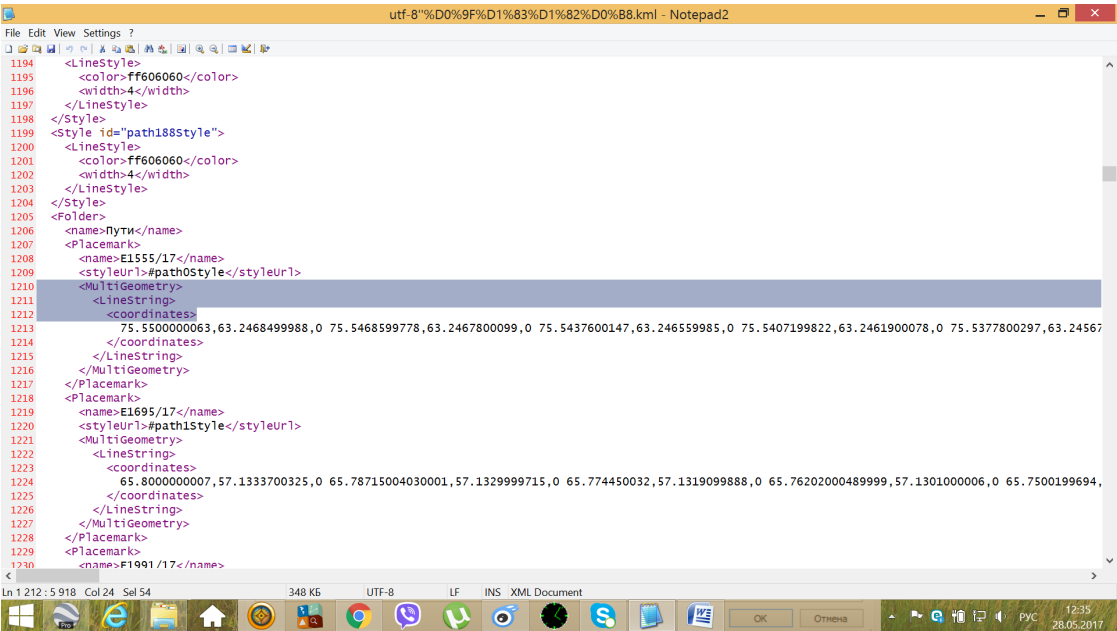 utf-8''%D0%9F%D1%83%D1%82%D0%B8.kml - Notepad2
File Edit View Settings ?
1194 <LineStyle>
1195 <color>ff606060</color>
1196 <width>4</width>
1197 </LineStyle>
1198 </Style>
1199 <Style id="path188Style">
1200 <LineStyle>
1201 <color>ff606060</color>
1202 <width>4</width>
1203 </LineStyle>
1204 </Style>
1205 <Folder>
1206 <name>Пути</name>
1207 <Placemark>
1208 <name>E1555/17</name>
1209 <styleUrl>#path0Style</styleUrl>
1210 <MultiGeometry>
1211 <LineString>
1212 <coordinates>
1213 75.5500000063,63.2468499988,0 75.5468599778,63.2467800099,0 75.5437600147,63.246559985,0 75.5407199822,63.2461900078,0 75.5377800297,63.24567
1214 </coordinates>
1215 </LineString>
1216 </MultiGeometry>
1217 </Placemark>
1218 <Placemark>
1219 <name>E1695/17</name>
1220 <styleUrl>#path1Style</styleUrl>
1221 <MultiGeometry>
1222 <LineString>
1223 <coordinates>
1224 65.8000000007,57.1333700325,0 65.78715004030001,57.1329999715,0 65.774450032,57.1319099888,0 65.76202000489999,57.1301000006,0 65.7500199694,
1225 </coordinates>
1226 </LineString>
1227 </MultiGeometry>
1228 </Placemark>
1229 <Placemark>
1230 <name>E1991/17</name>
Ln 1 212 : 5 918 Col 24 Sel 54 348 КБ UTF-8 LF INS XML Document
Pro
OK Отмена
РУС 12:35
28.05.2017